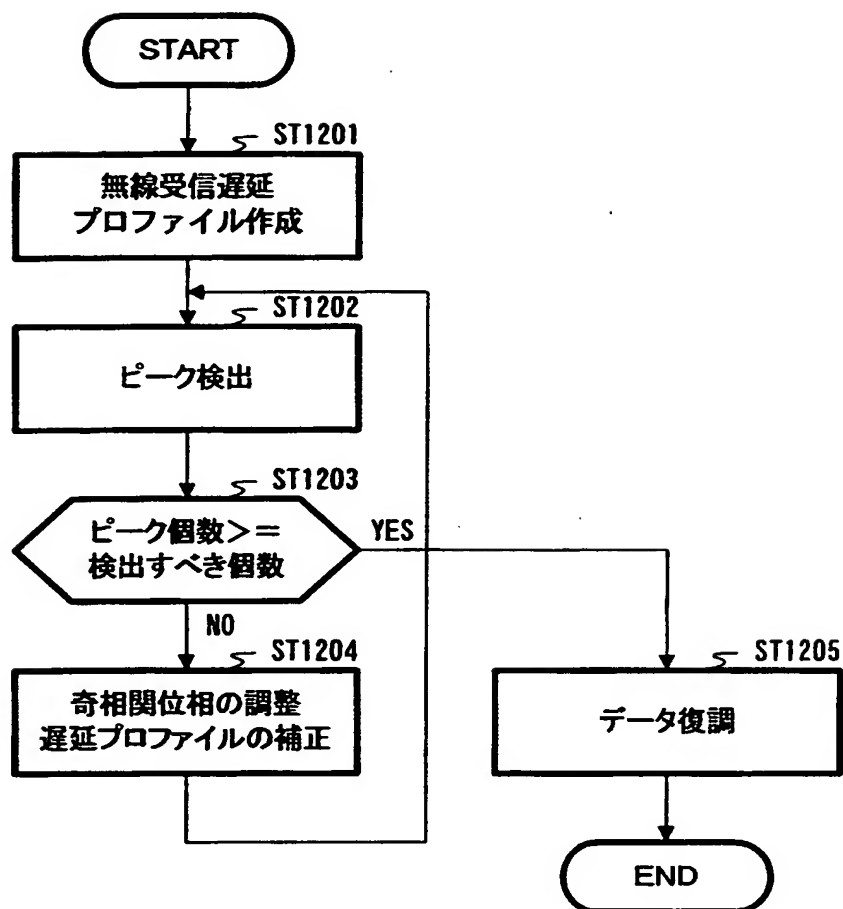 START
ST1201
無線受信遅延
プロファイル作成
ST1202
ピーク検出
ST1203
ピーク個数>=
検出すべき個数
YES
NO
ST1204
奇相関位相の調整
遅延プロファイルの補正
ST1205
データ復調
END